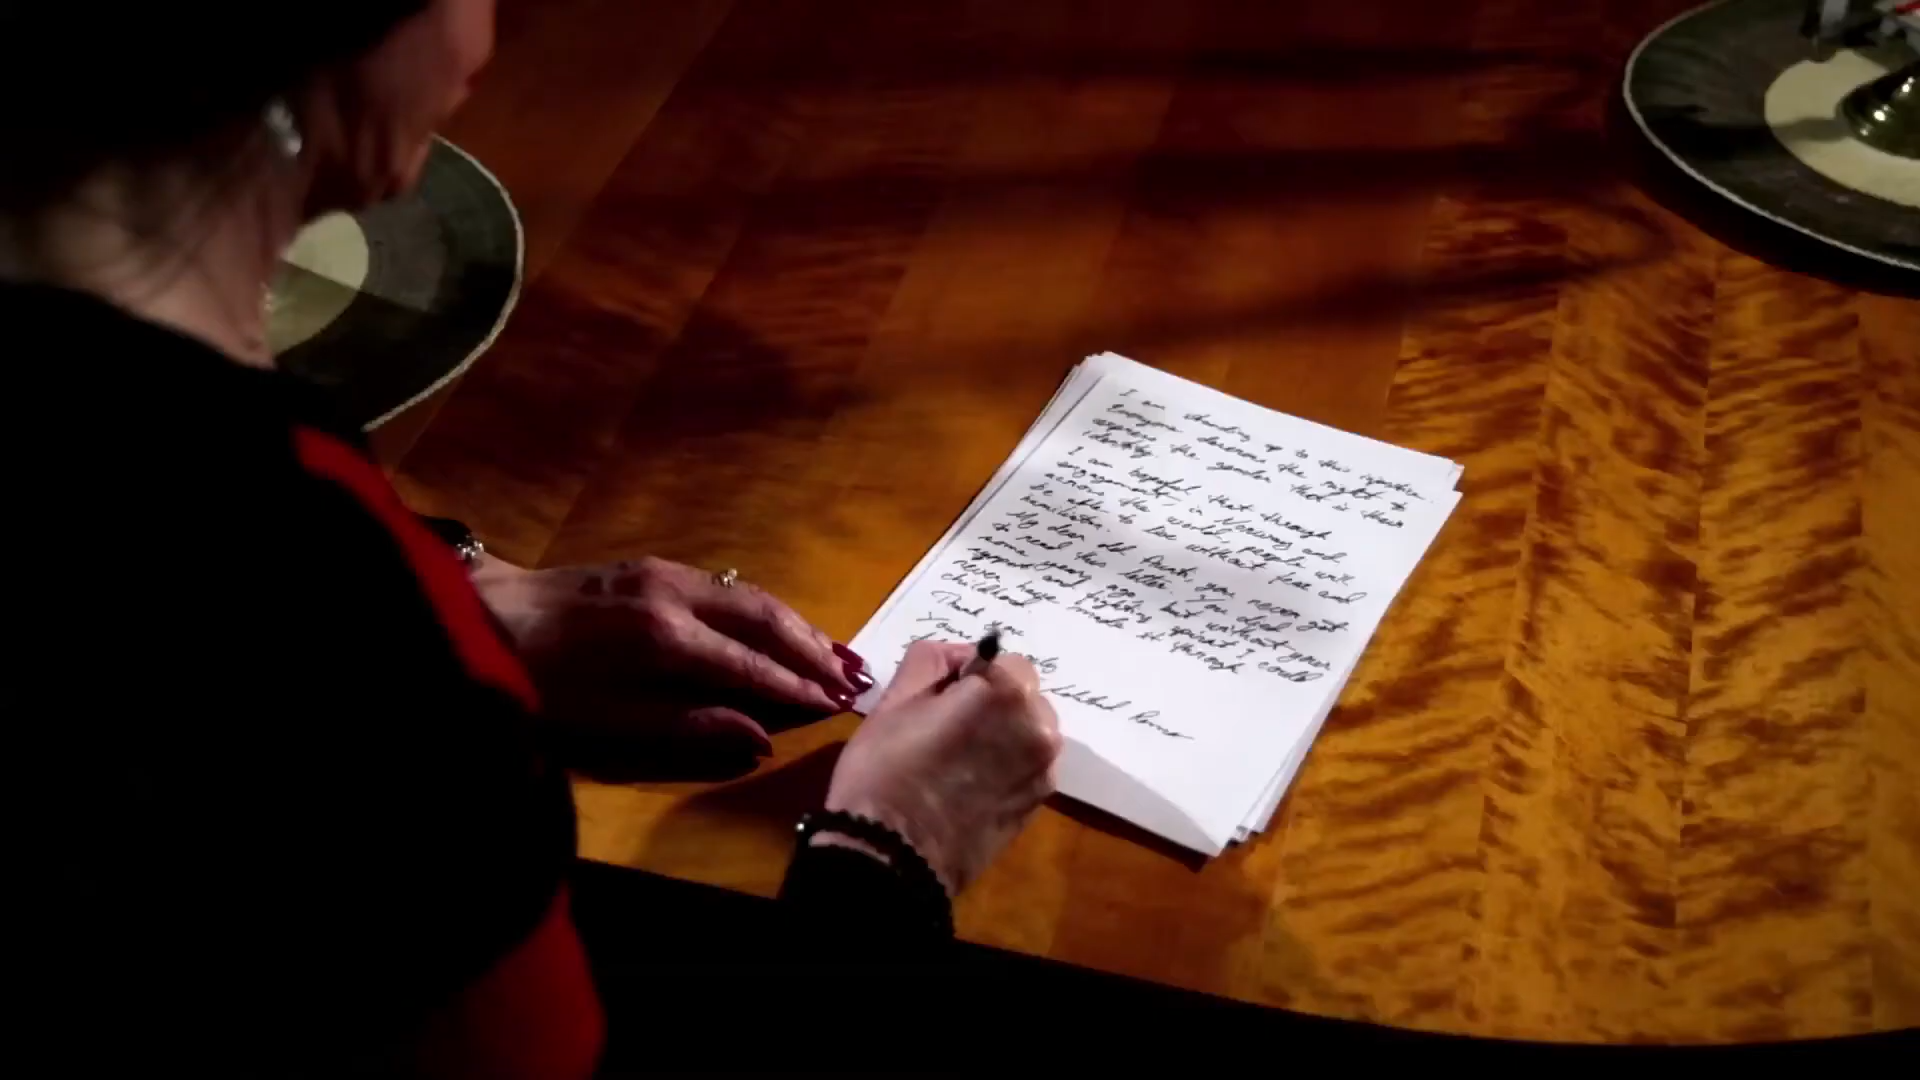 I am standing up to this injustice.
Everyone deserves the right to
express the gender that is their
identity.
I am hopeful that through
engagement, in Norway and
across the world, people will
be able to live without fear and
humiliation.
My dear old Aunt, you never got
to read this letter. You died
some years ago, but without your
support and fighting spirit I could
never have made it through
childhood.
Thank you
Yours